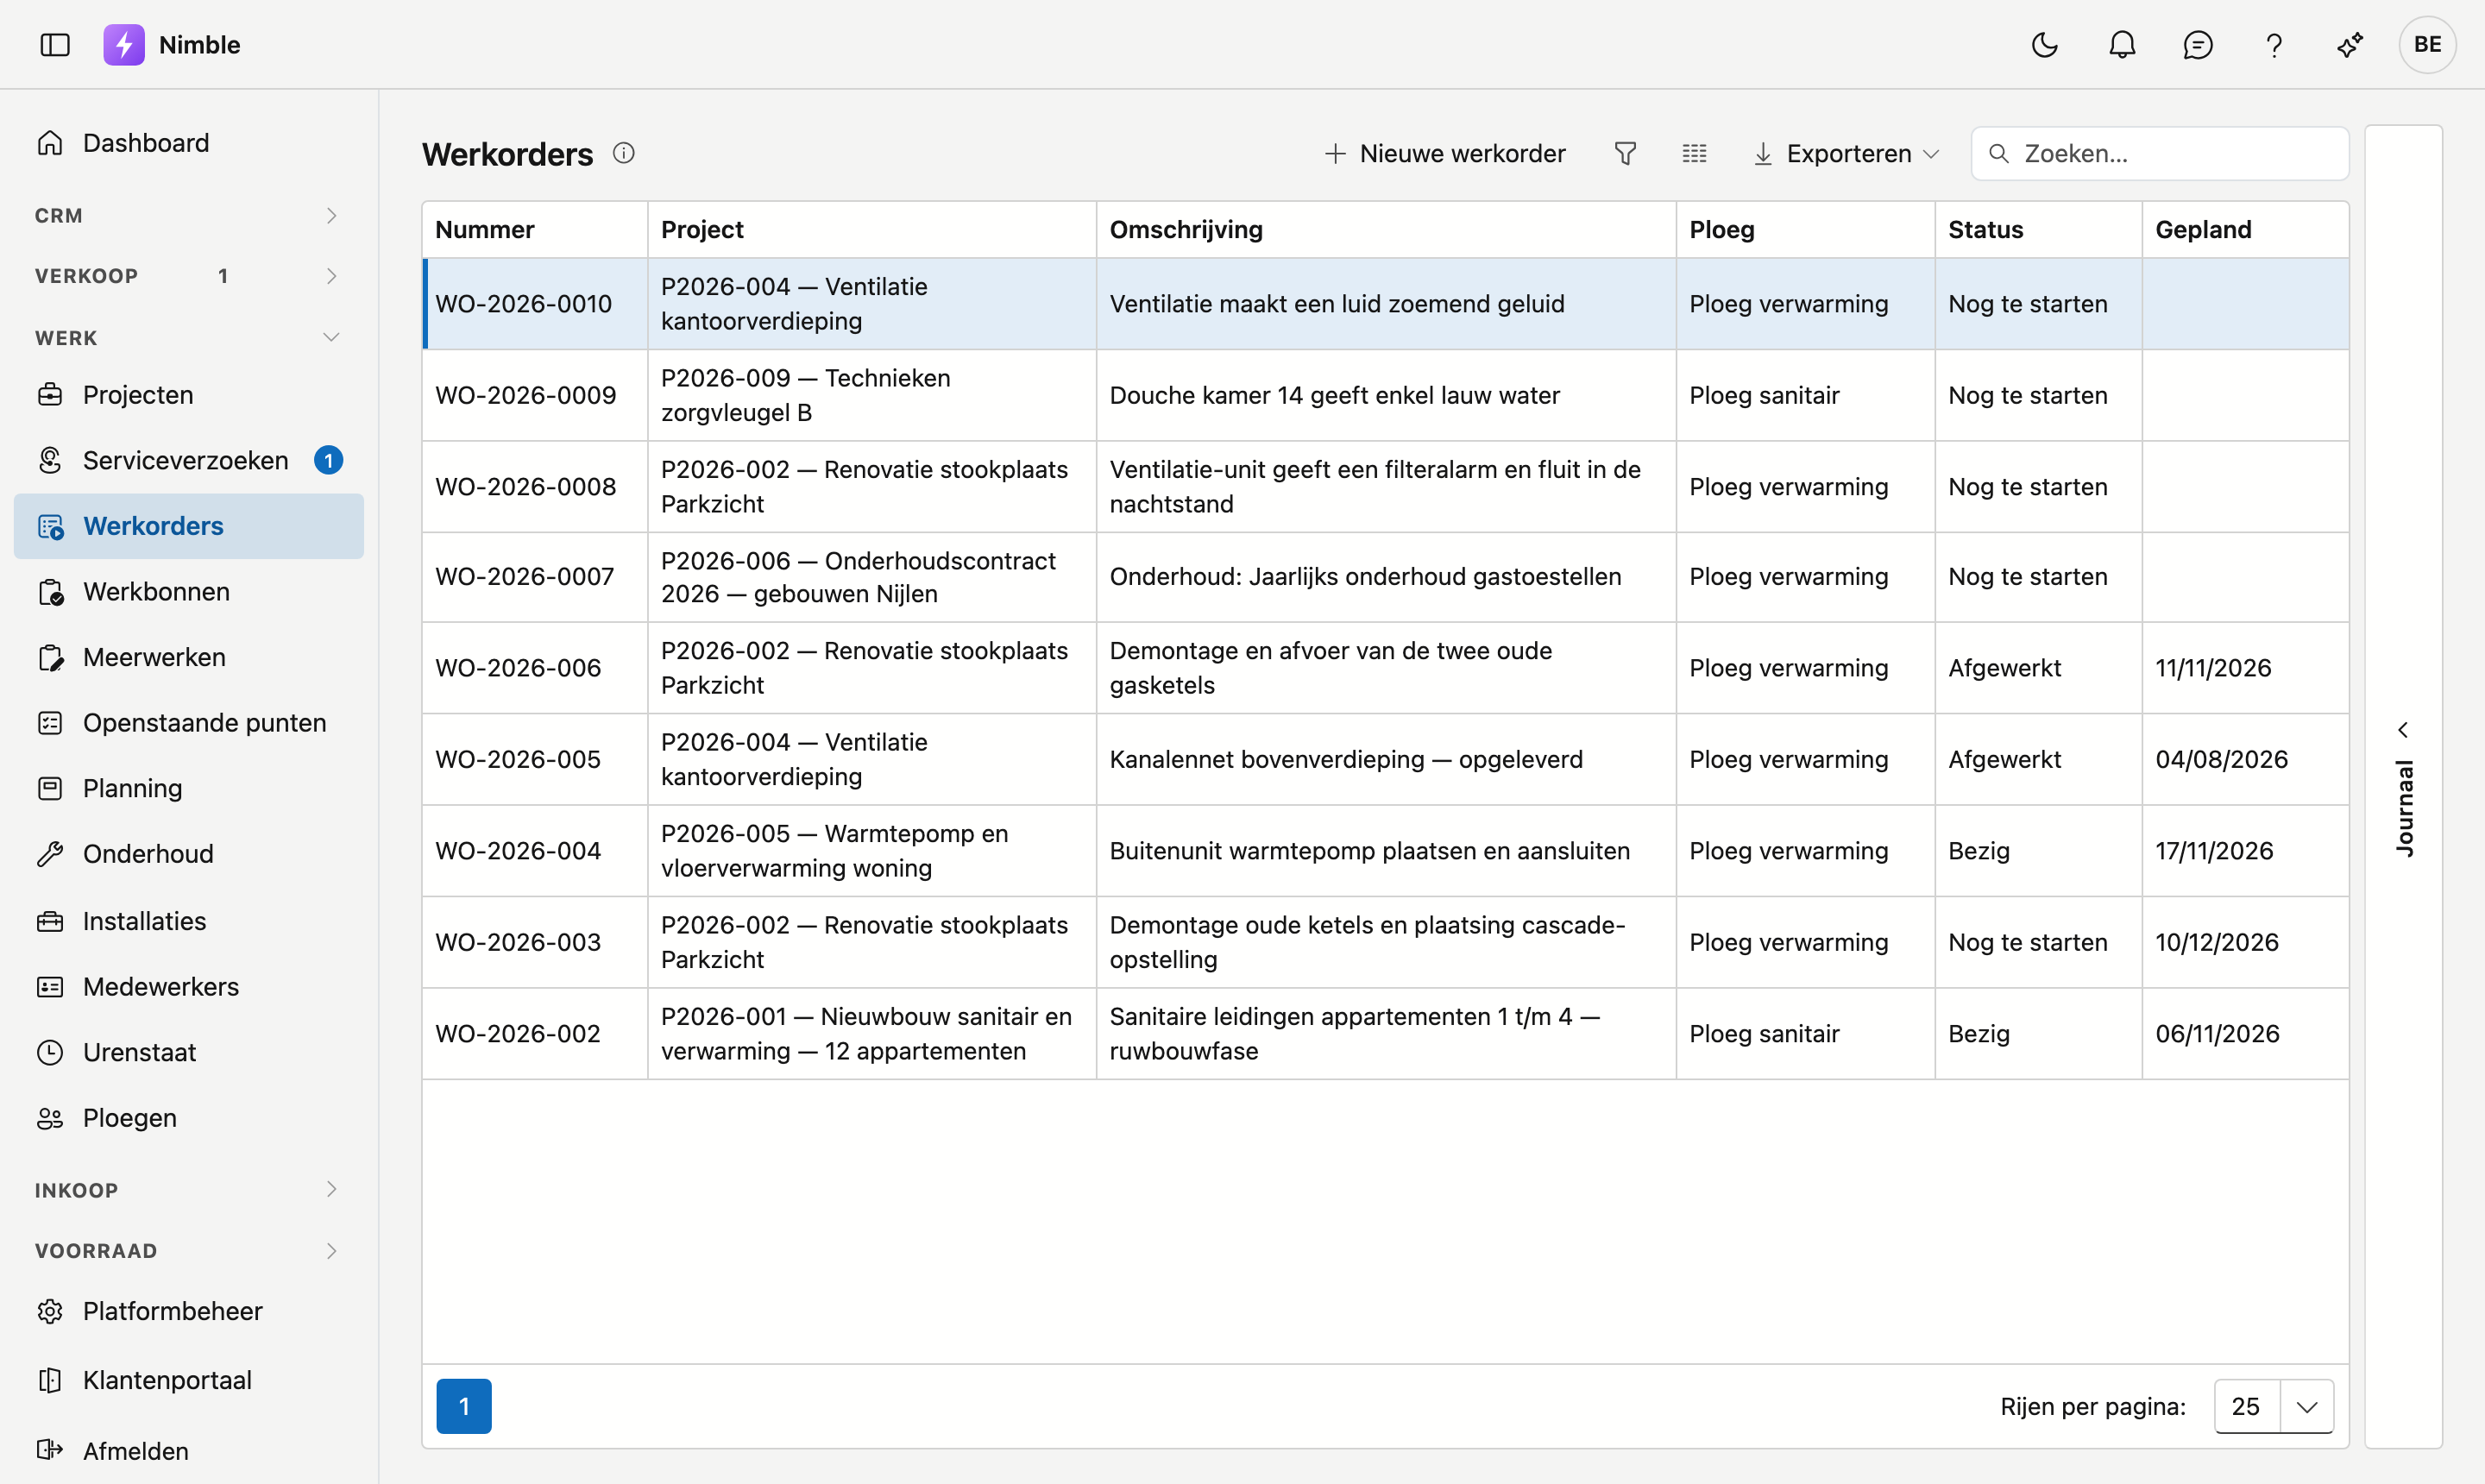 Nimble
BE
Dashboard
CRM
VERKOOP 1
WERK
Projecten
Serviceverzoeken 1
Werkorders
Werkbonnen
Meerwerken
Openstaande punten
Planning
Onderhoud
Installaties
Medewerkers
Urenstaat
Ploegen
INKOOP
VOORRAAD
Platformbeheer
Klantenportaal
Afmelden
Werkorders
Nieuwe werkorder
Exporteren
Zoeken...
Nummer Project Omschrijving Ploeg Status Gepland
WO-2026-0010 P2026-004 — Ventilatie kantoorverdieping Ventilatie maakt een luid zoemend geluid Ploeg verwarming Nog te starten
WO-2026-0009 P2026-009 — Technieken zorgvleugel B Douche kamer 14 geeft enkel lauw water Ploeg sanitair Nog te starten
WO-2026-0008 P2026-002 — Renovatie stookplaats Parkzicht Ventilatie-unit geeft een filteralarm en fluit in de nachtstand Ploeg verwarming Nog te starten
WO-2026-0007 P2026-006 — Onderhoudscontract 2026 — gebouwen Nijlen Onderhoud: Jaarlijks onderhoud gastoestellen Ploeg verwarming Nog te starten
WO-2026-006 P2026-002 — Renovatie stookplaats Parkzicht Demontage en afvoer van de twee oude gasketels Ploeg verwarming Afgewerkt 11/11/2026
WO-2026-005 P2026-004 — Ventilatie kantoorverdieping Kanalennet bovenverdieping — opgeleverd Ploeg verwarming Afgewerkt 04/08/2026
WO-2026-004 P2026-005 — Warmtepomp en vloerverwarming woning Buitenunit warmtepomp plaatsen en aansluiten Ploeg verwarming Bezig 17/11/2026
WO-2026-003 P2026-002 — Renovatie stookplaats Parkzicht Demontage oude ketels en plaatsing cascade-opstelling Ploeg verwarming Nog te starten 10/12/2026
WO-2026-002 P2026-001 — Nieuwbouw sanitair en verwarming — 12 appartementen Sanitaire leidingen appartementen 1 t/m 4 — ruwbouwfase Ploeg sanitair Bezig 06/11/2026
1
Rijen per pagina: 25
Journaal